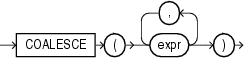 ,
COALESCE ( expr )